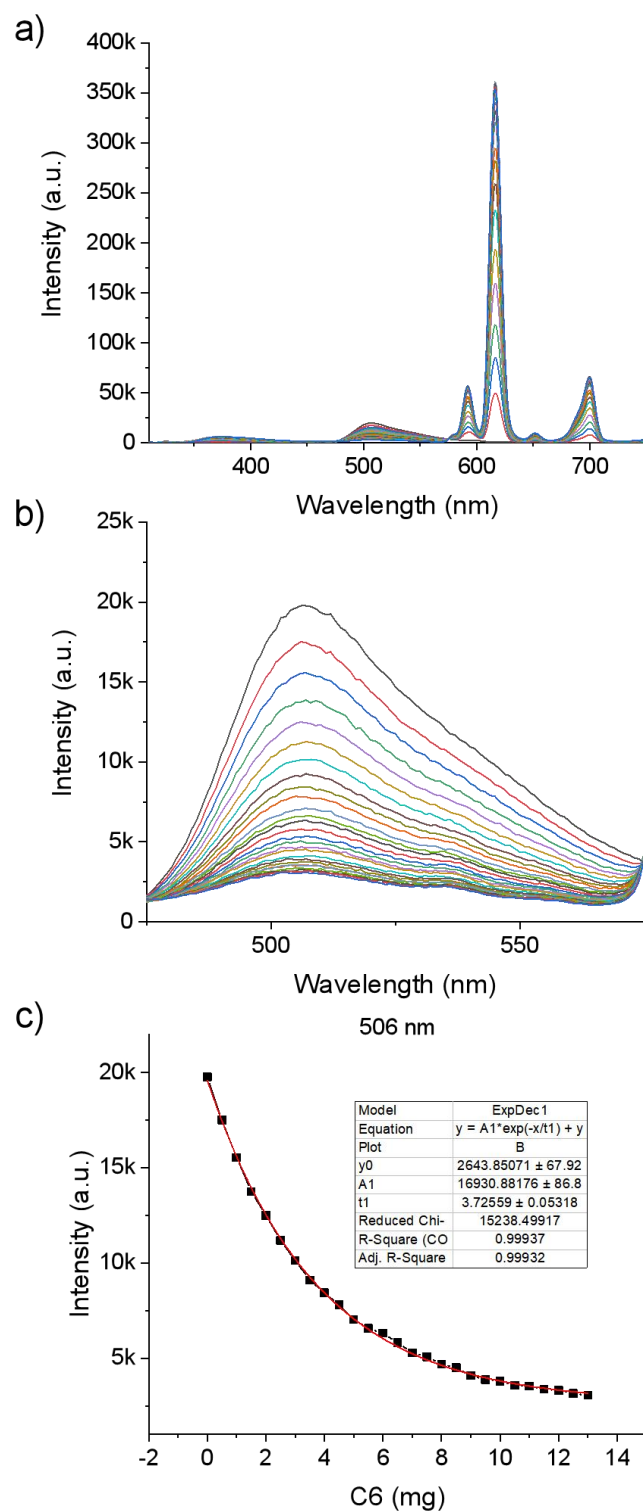 a)
400k
350k
300k
250k
200k
150k
100k
50k
0
Intensity (a.u.)
400 500 600 700
Wavelength (nm)
b)
25k
20k
15k
10k
5k
0
Intensity (a.u.)
500 550
Wavelength (nm)
c)
506 nm
20k
15k
10k
5k
Intensity (a.u.)
Model ExpDec1
Equation y = A1*exp(-x/t1) + y
Plot B
y0 2643.85071 ± 67.92
A1 16930.88176 ± 86.8
t1 3.72559 ± 0.05318
Reduced Chi- 15238.49917
R-Square (CO 0.99937
Adj. R-Square 0.99932
-2 0 2 4 6 8 10 12 14
C6 (mg)